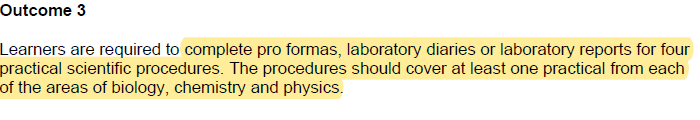 Outcome 3
Learners are required to complete pro formas, laboratory diaries or laboratory reports for four
practical scientific procedures. The procedures should cover at least one practical from each
of the areas of biology, chemistry and physics.